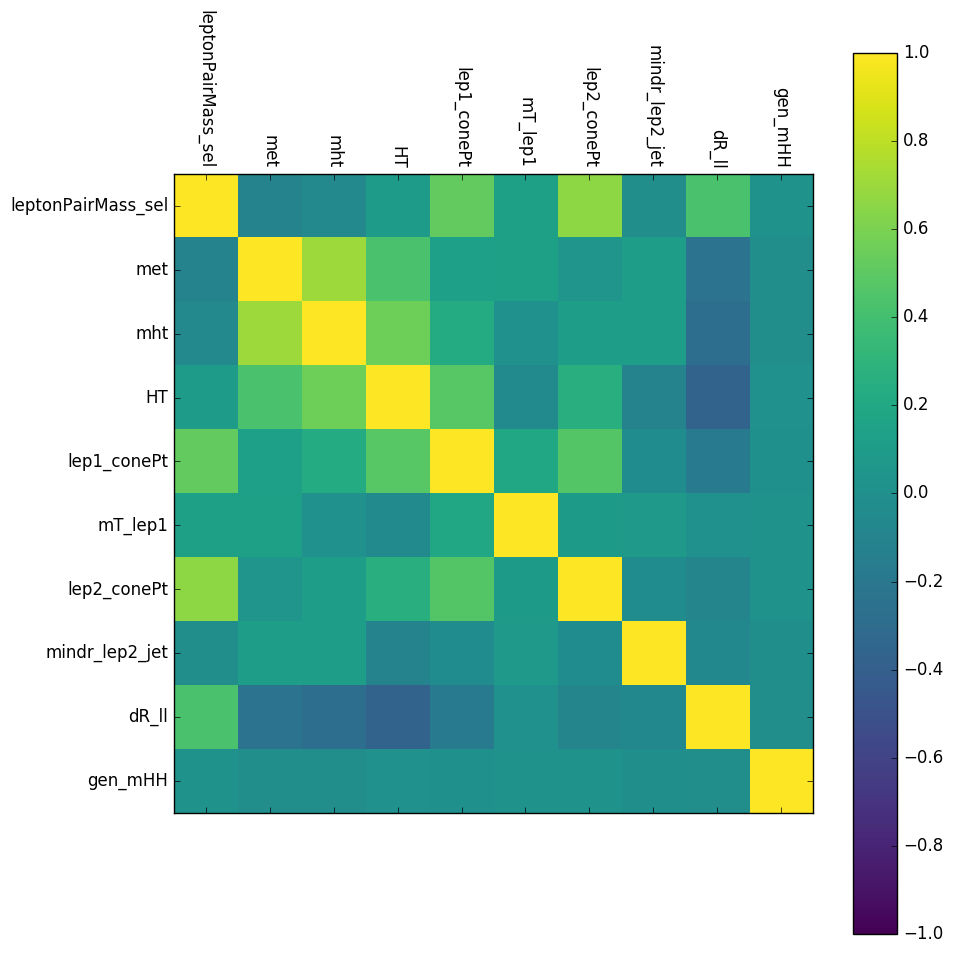 leptonPairMass_sel
met
mht
HT
lep1_conePt
mT_lep1
lep2_conePt
mindr_lep2_jet
dR_ll
gen_mHH
leptonPairMass_sel
met
mht
HT
lep1_conePt
mT_lep1
lep2_conePt
mindr_lep2_jet
dR_ll
gen_mHH
1.0
0.8
0.6
0.4
0.2
0.0
−0.2
−0.4
−0.6
−0.8
−1.0